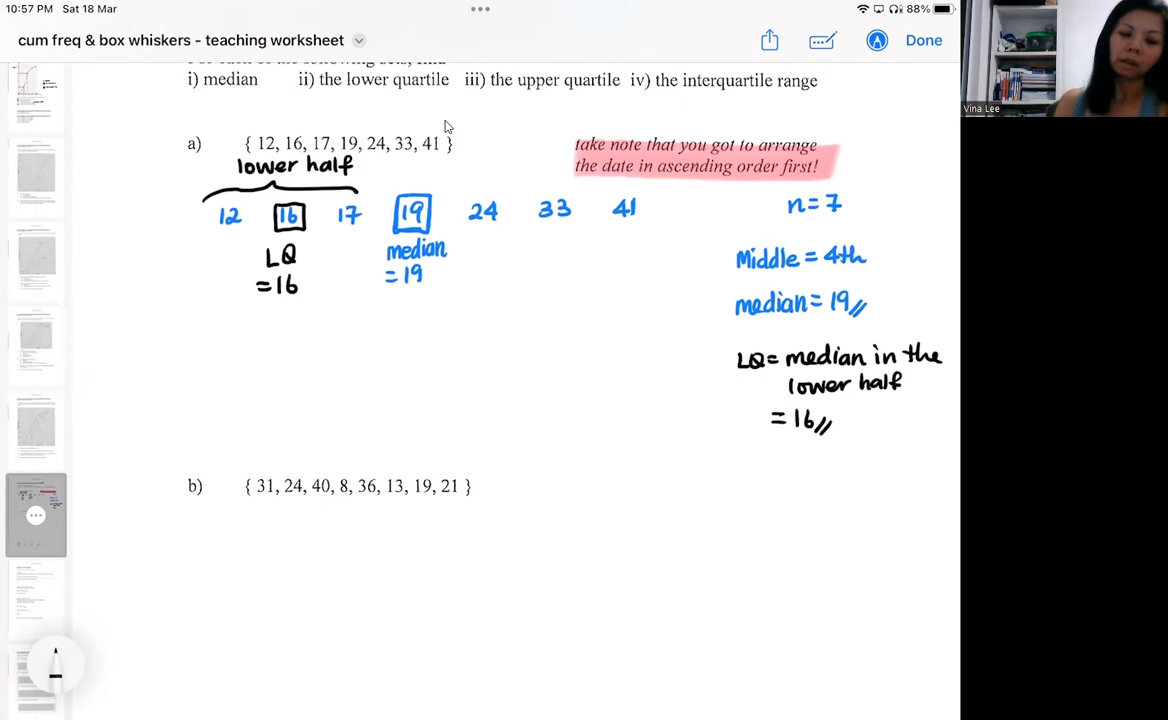 10:57 PM Sat 18 Mar
88%
cum freq & box whiskers - teaching worksheet
Done
Vina Lee
i) median ii) the lower quartile iii) the upper quartile iv) the interquartile range
a) { 12, 16, 17, 19, 24, 33, 41 }
take note that you got to arrange
the date in ascending order first!
lower half
12 16 17 19 24 33 41
n=7
LQ
=16
median
=19
Middle = 4th
median = 19
LQ = median in the
lower half
= 16
b) { 31, 24, 40, 8, 36, 13, 19, 21 }